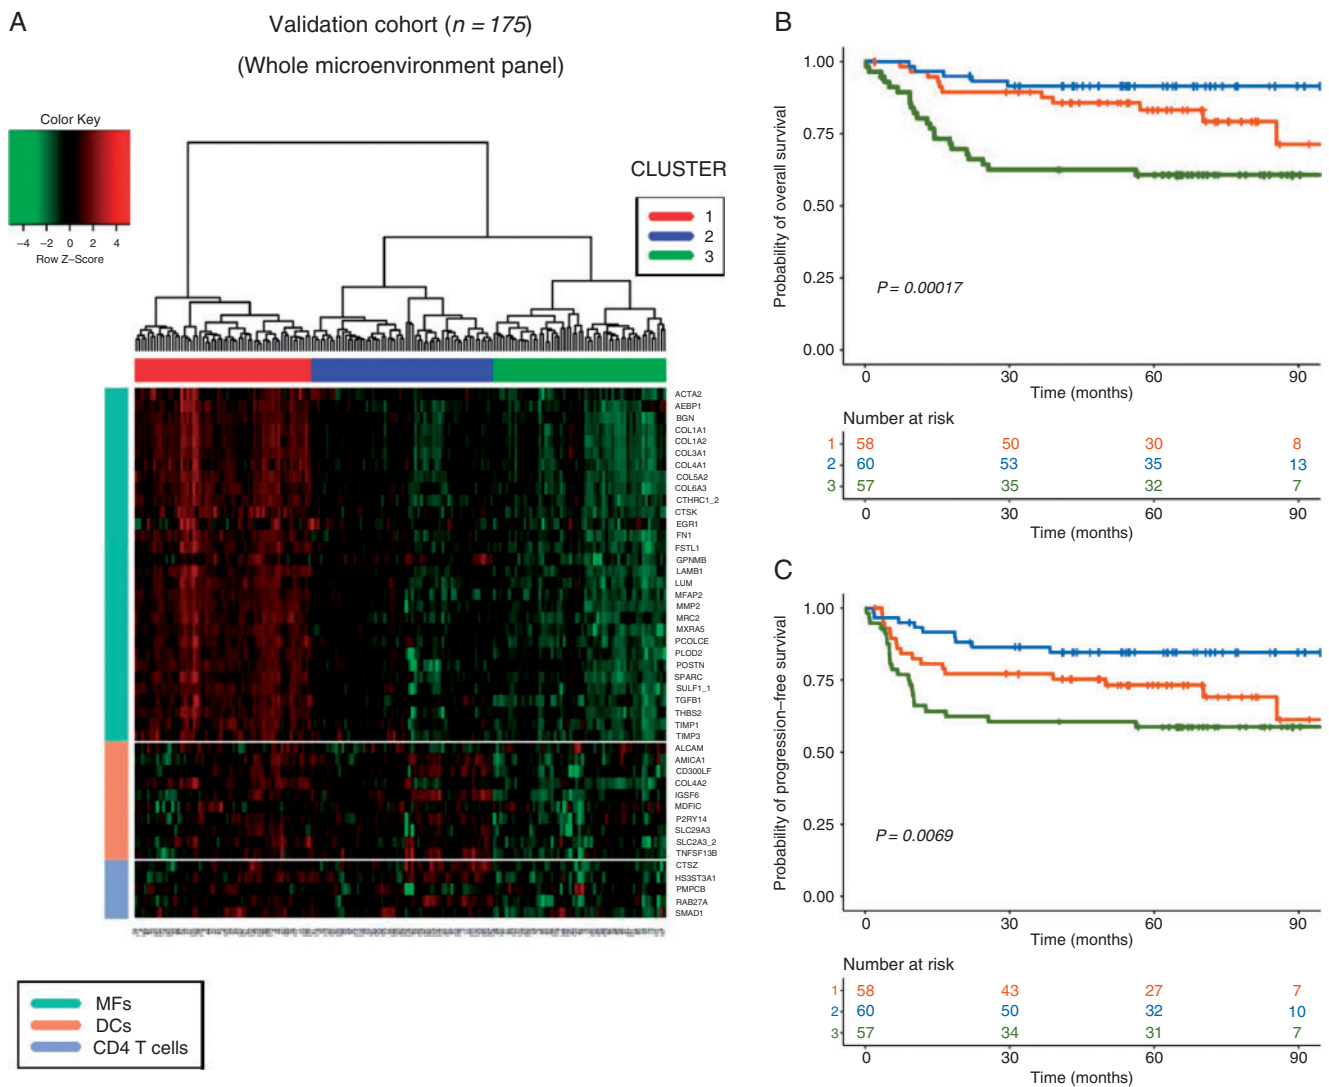 A
Validation cohort (n = 175)
(Whole microenvironment panel)
Color Key
−4 −2 0 2 4
Row Z−Score
CLUSTER
1
2
3
ACTA2
AEBP1
BGN
COL1A1
COL1A2
COL3A1
COL4A1
COL5A2
COL6A3
CTHRC1_2
CTSK
EGR1
FN1
FSTL1
GPNMB
LAMB1
LUM
MFAP2
MMP2
MRC2
MXRA5
PCOLCE
PLOD2
POSTN
SPARC
SULF1_1
TGFB1
THBS2
TIMP1
TIMP3
ALCAM
AMICA1
CD300LF
COL4A2
IGSF6
MDFIC
P2RY14
SLC29A3
SLC2A3_2
TNFSF13B
CTSZ
HS3ST3A1
PMPCB
RAB27A
SMAD1
MFs
DCs
CD4 T cells
B
Probability of overall survival
1.00
0.75
0.50
0.25
0.00
P = 0.00017
0 30 60 90
Time (months)
Number at risk
1 58 50 30 8
2 60 53 35 13
3 57 35 32 7
0 30 60 90
Time (months)
C
Probability of progression–free survival
1.00
0.75
0.50
0.25
0.00
P = 0.0069
0 30 60 90
Time (months)
Number at risk
1 58 43 27 7
2 60 50 32 10
3 57 34 31 7
0 30 60 90
Time (months)